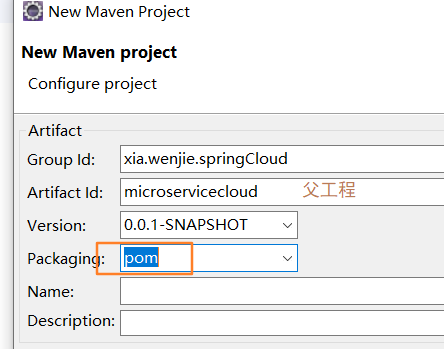 New Maven Project
New Maven project
Configure project
Artifact
Group Id: xia.wenjie.springCloud
Artifact Id: microservicecloud 父工程
Version: 0.0.1-SNAPSHOT
Packaging: pom
Name:
Description: